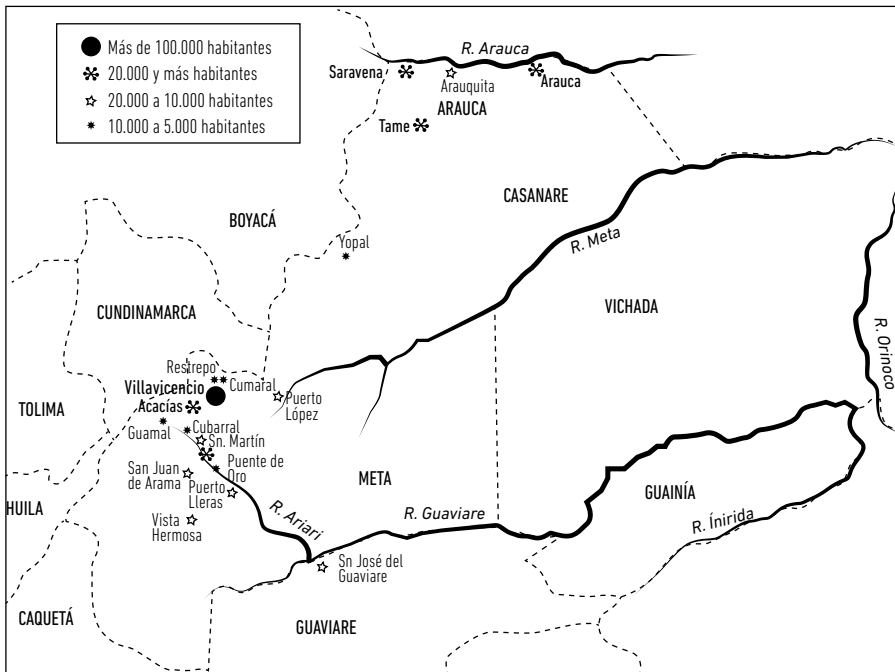 Más de 100.000 habitantes
20.000 y más habitantes
20.000 a 10.000 habitantes
10.000 a 5.000 habitantes
R. Arauca
Saravena
Arauquita
Arauca
ARAUCA
Tame
CASANARE
BOYACÁ
R. Meta
Yopal
VICHADA
CUNDINAMARCA
R. Orinoco
Restrepo
Villavicencio
Cumaral
Acacías
Puerto
López
TOLIMA
Guamal
Cubarral
Sn. Martín
Puente de
Oro
San Juan
de Arama
Puerto
Lleras
META
GUAINÍA
HUILA
R. Ariari
R. Guaviare
R. Ínirida
Vista
Hermosa
Sn José del
Guaviare
CAQUETÁ
GUAVIARE